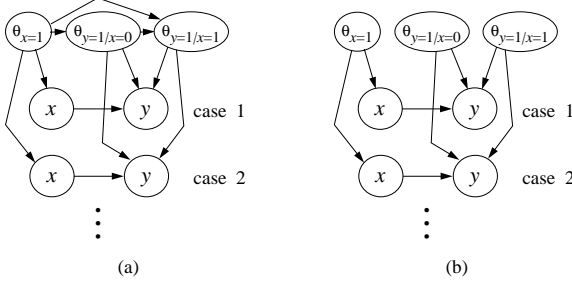 θx=1 θy=1/x=0 θy=1/x=1 θx=1 θy=1/x=0 θy=1/x=1
x y case 1 x y case 1
x y case 2 x y case 2
(a) (b)